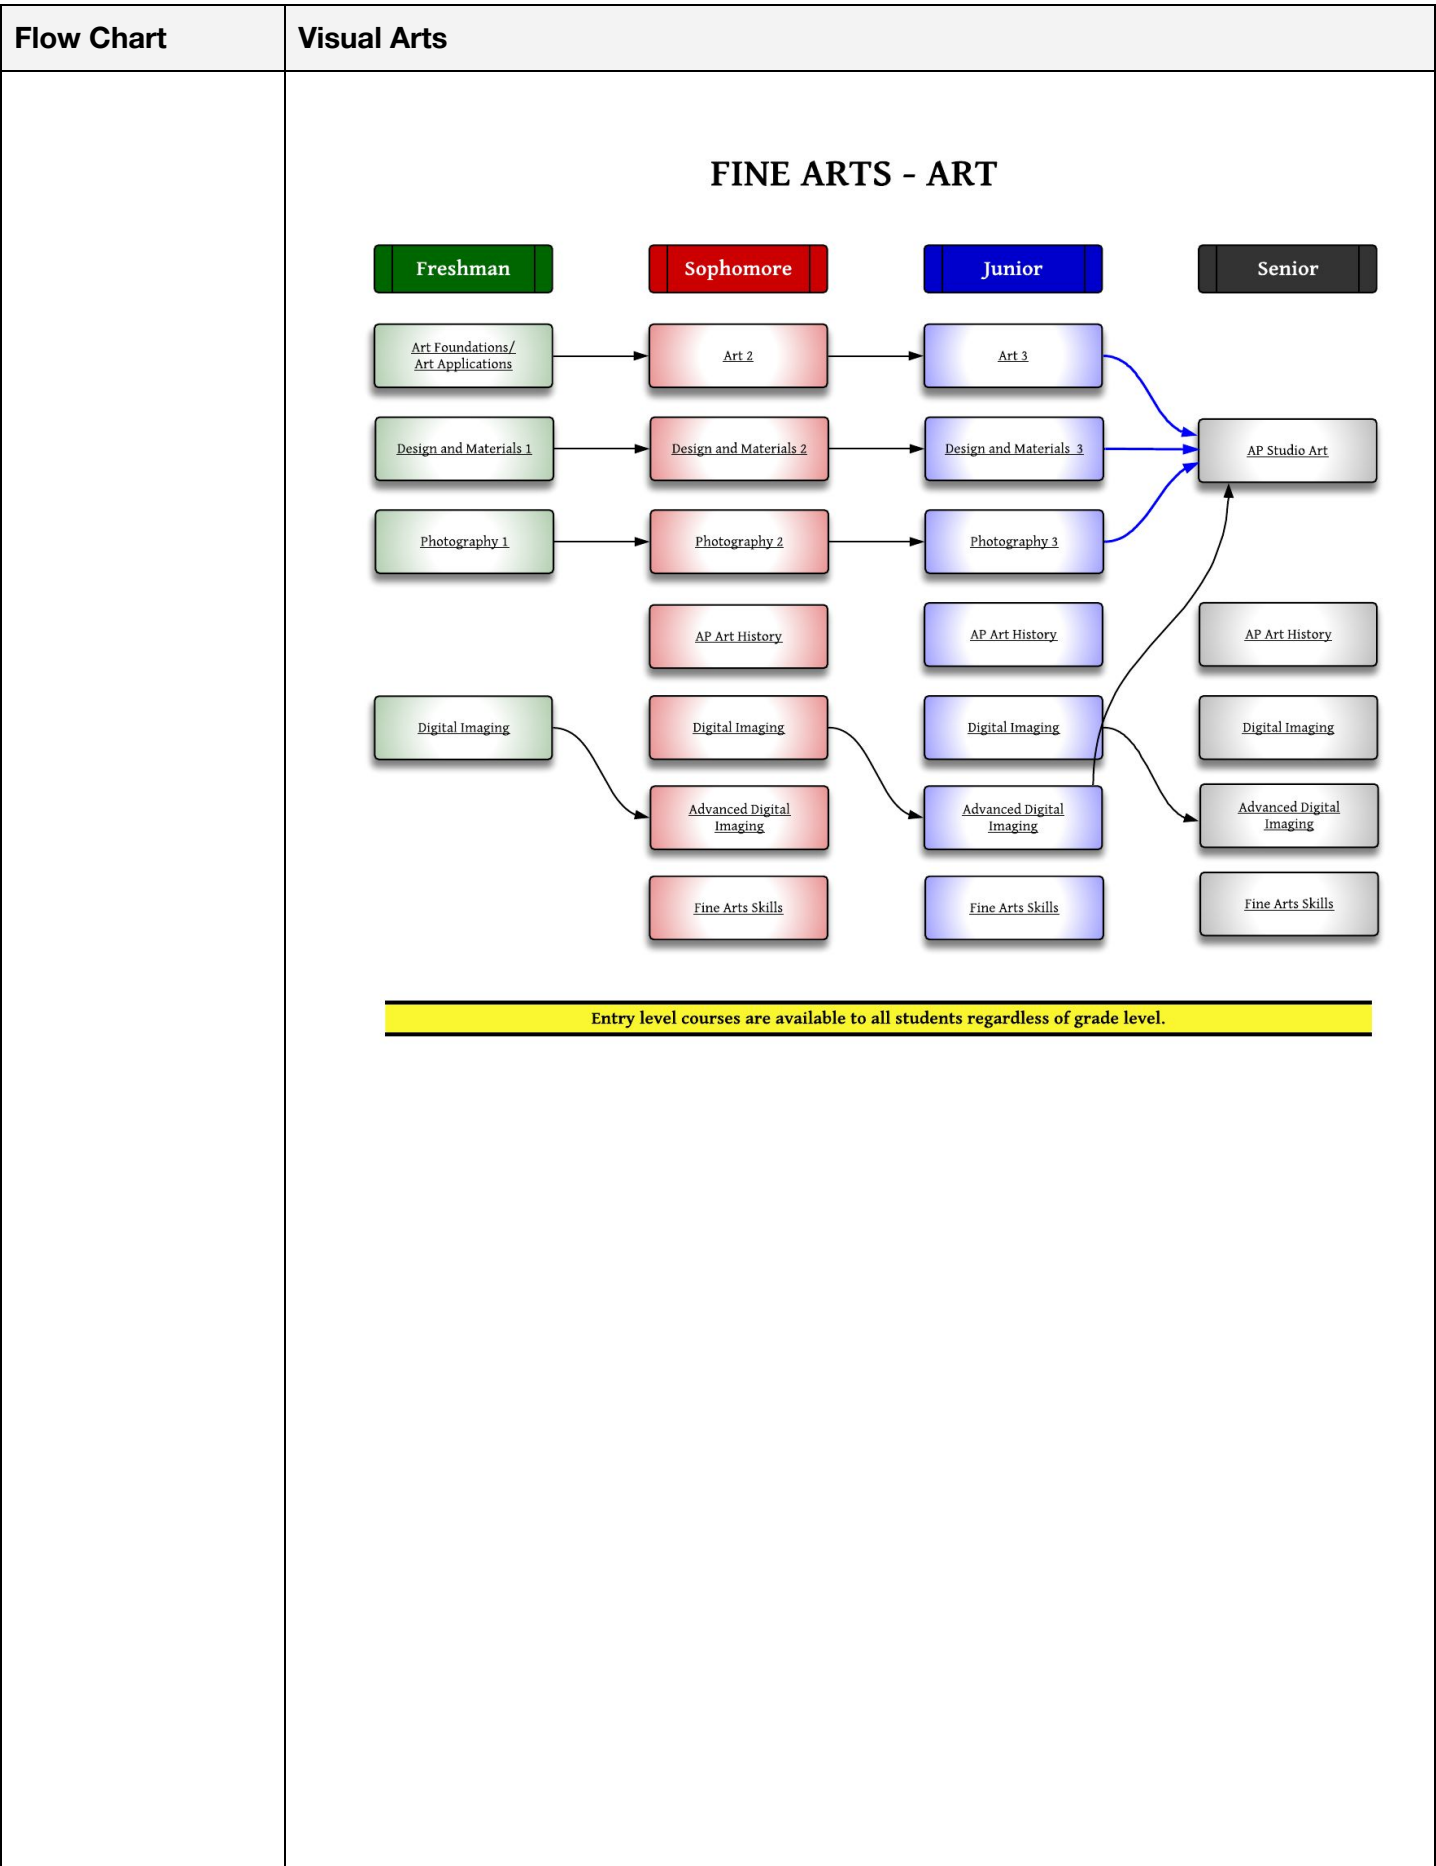 Flow Chart
Visual Arts
FINE ARTS - ART
Freshman
Sophomore
Junior
Senior
Art Foundations/
Art Applications
Art 2
Art 3
Design and Materials 1
Design and Materials 2
Design and Materials  3
AP Studio Art
Photography 1
Photography 2
Photography 3
AP Art History
AP Art History
AP Art History
Digital Imaging
Digital Imaging
Digital Imaging
Digital Imaging
Advanced Digital
Imaging
Advanced Digital
Imaging
Advanced Digital
Imaging
Fine Arts Skills
Fine Arts Skills
Fine Arts Skills
Entry level courses are available to all students regardless of grade level.